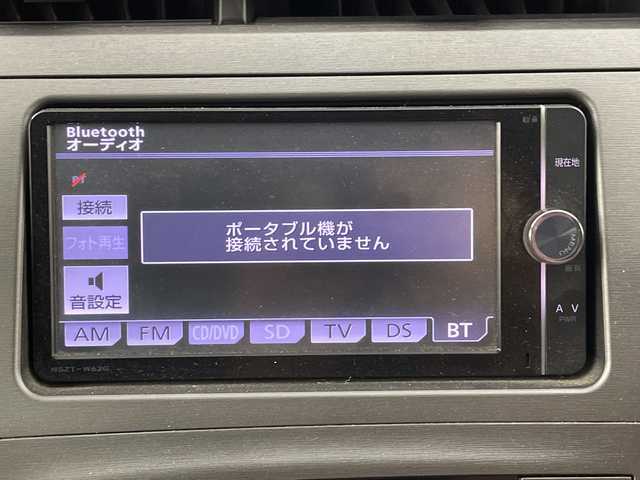 Bluetooth
オーディオ
現在地
接続
ポータブル機が
接続されていません
フォト再生
MENU
音設定
A V
PWR
AM FM CD/DVD SD TV DS BT
NSZT-W62G